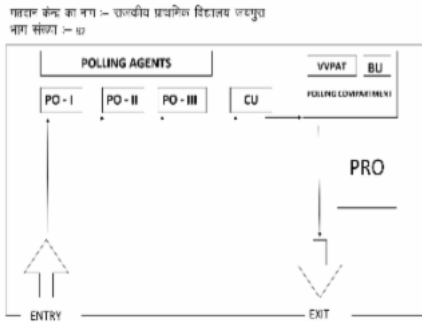 मतदान केन्द्र का नाम :– राजकीय प्राथमिक विद्यालय जयपुरा
भाग संख्या :–
POLLING AGENTS
VVPAT BU
POLLING COMPARTMENT
PO - I PO - II PO - III CU
PRO
ENTRY EXIT